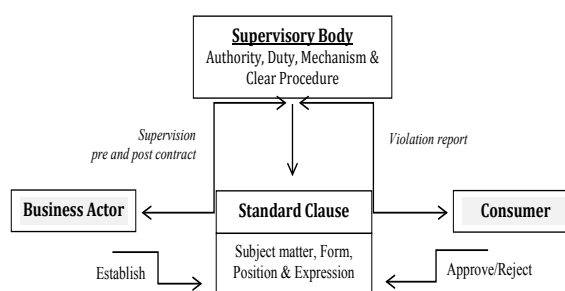 Supervisory Body
Authority, Duty, Mechanism &
Clear Procedure
Supervision
pre and post contract
Violation report
Business Actor
Standard Clause
Consumer
Subject matter, Form,
Position & Expression
Establish
Approve/Reject